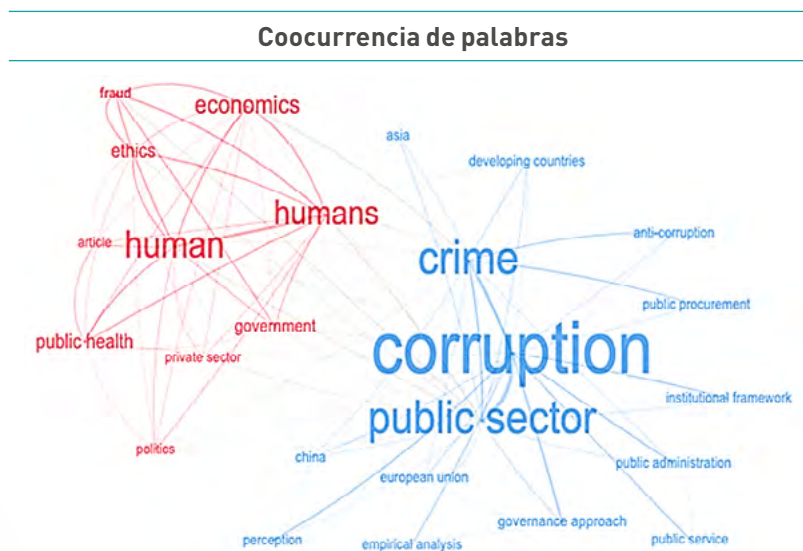 Coocurrencia de palabras
fraud
economics
ethics
asia
developing countries
humans
anti-corruption
article
human
crime
public procurement
government
public health
private sector
corruption
institutional framework
public sector
politics
china
public administration
european union
governance approach
perception
empirical analysis
public service